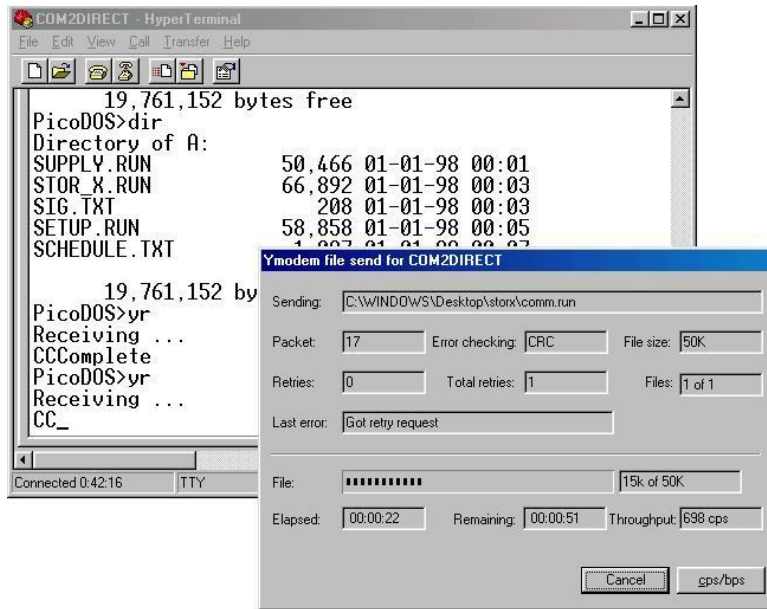 COM2DIRECT - HyperTerminal
File Edit View Call Transfer Help
19,761,152 bytes free
PicoDOS>dir
Directory of A:
SUPPLY.RUN 50,466 01-01-98 00:01
STOR_X.RUN 66,892 01-01-98 00:03
SIG.TXT 208 01-01-98 00:03
SETUP.RUN 58,858 01-01-98 00:05
SCHEDULE.TXT
19,761,152 by
PicoDOS>yr
Receiving ...
CCComplete
PicoDOS>yr
Receiving ...
CC_
Connected 0:42:16 TTY
Ymodem file send for COM2DIRECT
Sending: C:\WINDOWS\Desktop\storx\comm.run
Packet: 17 Error checking: CRC File size: 50K
Retries: 0 Total retries: 1 Files: 1 of 1
Last error: Got retry request
File: 15k of 50K
Elapsed: 00:00:22 Remaining: 00:00:51 Throughput: 698 cps
Cancel cps/bps